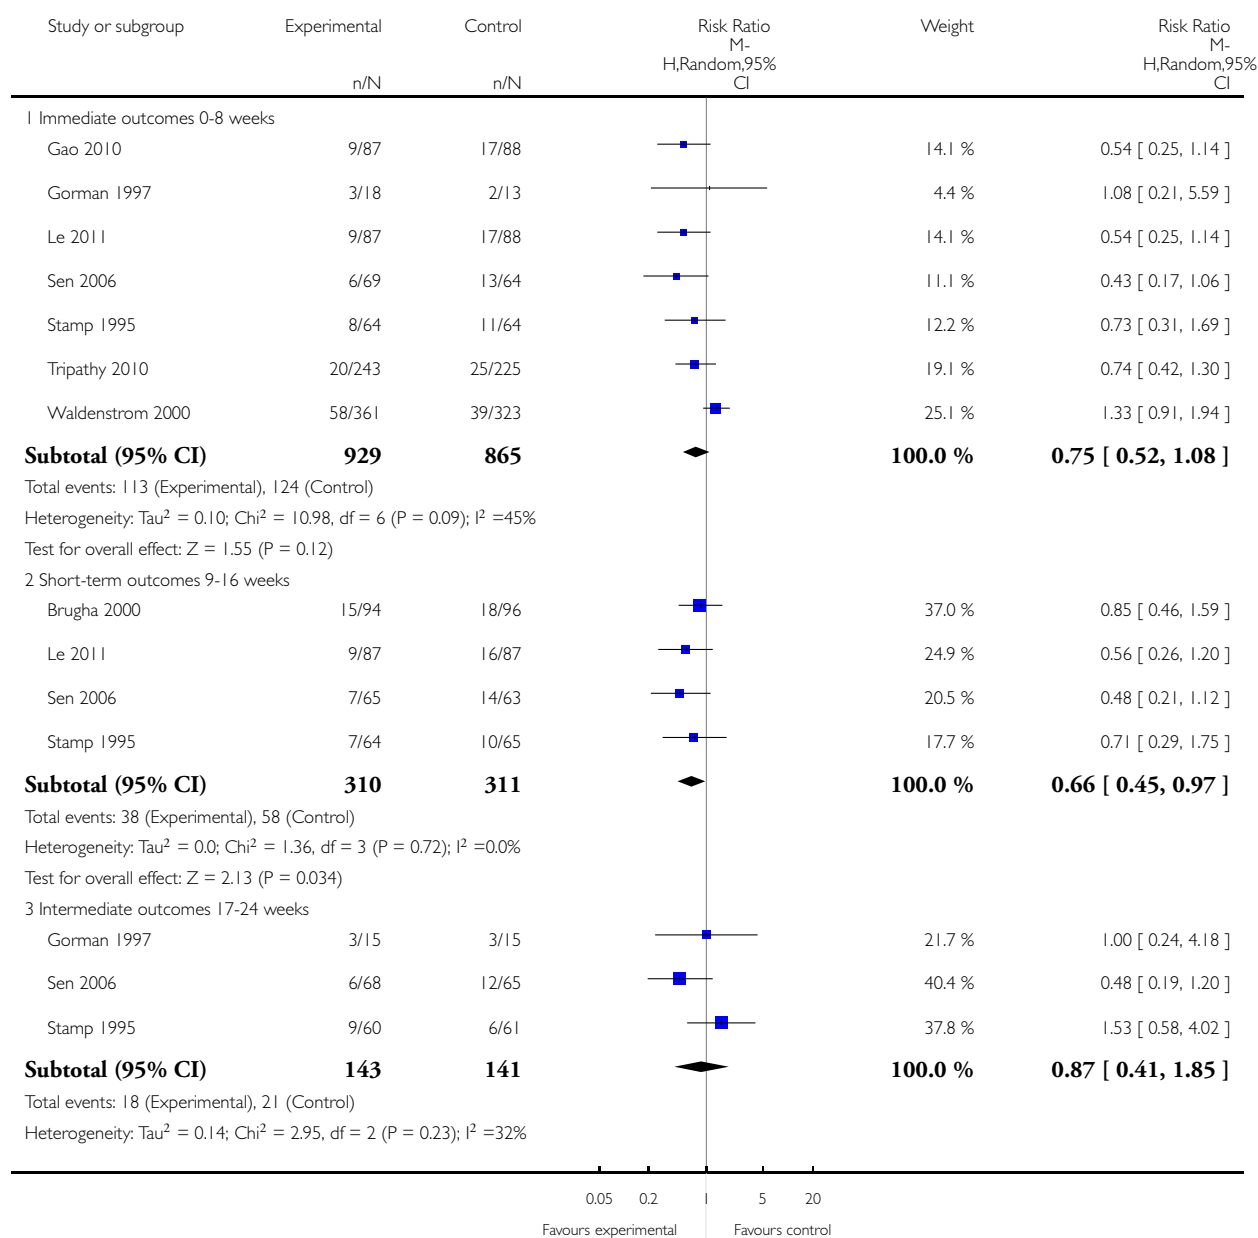 Study or subgroup Experimental Control Risk Ratio Weight Risk Ratio
M- M-
H,Random,95% H,Random,95%
n/N n/N CI CI
1 Immediate outcomes 0-8 weeks
Gao 2010 9/87 17/88 14.1 % 0.54 [ 0.25, 1.14 ]
Gorman 1997 3/18 2/13 4.4 % 1.08 [ 0.21, 5.59 ]
Le 2011 9/87 17/88 14.1 % 0.54 [ 0.25, 1.14 ]
Sen 2006 6/69 13/64 11.1 % 0.43 [ 0.17, 1.06 ]
Stamp 1995 8/64 11/64 12.2 % 0.73 [ 0.31, 1.69 ]
Tripathy 2010 20/243 25/225 19.1 % 0.74 [ 0.42, 1.30 ]
Waldenstrom 2000 58/361 39/323 25.1 % 1.33 [ 0.91, 1.94 ]
Subtotal (95% CI) 929 865 100.0 % 0.75 [ 0.52, 1.08 ]
Total events: 113 (Experimental), 124 (Control)
Heterogeneity: Tau² = 0.10; Chi² = 10.98, df = 6 (P = 0.09); I² =45%
Test for overall effect: Z = 1.55 (P = 0.12)
2 Short-term outcomes 9-16 weeks
Brugha 2000 15/94 18/96 37.0 % 0.85 [ 0.46, 1.59 ]
Le 2011 9/87 16/87 24.9 % 0.56 [ 0.26, 1.20 ]
Sen 2006 7/65 14/63 20.5 % 0.48 [ 0.21, 1.12 ]
Stamp 1995 7/64 10/65 17.7 % 0.71 [ 0.29, 1.75 ]
Subtotal (95% CI) 310 311 100.0 % 0.66 [ 0.45, 0.97 ]
Total events: 38 (Experimental), 58 (Control)
Heterogeneity: Tau² = 0.0; Chi² = 1.36, df = 3 (P = 0.72); I² =0.0%
Test for overall effect: Z = 2.13 (P = 0.034)
3 Intermediate outcomes 17-24 weeks
Gorman 1997 3/15 3/15 21.7 % 1.00 [ 0.24, 4.18 ]
Sen 2006 6/68 12/65 40.4 % 0.48 [ 0.19, 1.20 ]
Stamp 1995 9/60 6/61 37.8 % 1.53 [ 0.58, 4.02 ]
Subtotal (95% CI) 143 141 100.0 % 0.87 [ 0.41, 1.85 ]
Total events: 18 (Experimental), 21 (Control)
Heterogeneity: Tau² = 0.14; Chi² = 2.95, df = 2 (P = 0.23); I² =32%
0.05 0.2 1 5 20
Favours experimental Favours control